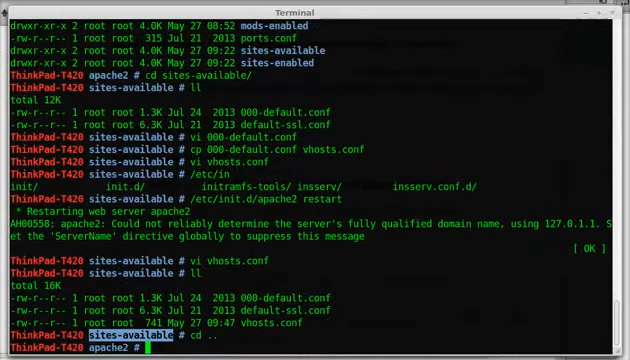 Terminal
drwxr-xr-x 2 root root 4.0K May 27 08:52 mods-enabled
-rw-r--r-- 1 root root  315 Jul 21  2013 ports.conf
drwxr-xr-x 2 root root 4.0K May 27 09:22 sites-available
drwxr-xr-x 2 root root 4.0K May 27 09:22 sites-enabled
ThinkPad-T420 apache2 # cd sites-available/
ThinkPad-T420 sites-available # ll
total 12K
-rw-r--r-- 1 root root 1.3K Jul 24  2013 000-default.conf
-rw-r--r-- 1 root root 6.3K Jul 21  2013 default-ssl.conf
ThinkPad-T420 sites-available # vi 000-default.conf
ThinkPad-T420 sites-available # cp 000-default.conf vhosts.conf
ThinkPad-T420 sites-available # vi vhosts.conf
ThinkPad-T420 sites-available # /etc/in
init/ init.d/ initramfs-tools/ insserv/ insserv.conf.d/
ThinkPad-T420 sites-available # /etc/init.d/apache2 restart
 * Restarting web server apache2
AH00558: apache2: Could not reliably determine the server's fully qualified domain name, using 127.0.1.1. S
et the 'ServerName' directive globally to suppress this message
[ OK ]
ThinkPad-T420 sites-available # vi vhosts.conf
ThinkPad-T420 sites-available # ll
total 16K
-rw-r--r-- 1 root root 1.3K Jul 24  2013 000-default.conf
-rw-r--r-- 1 root root 6.3K Jul 21  2013 default-ssl.conf
-rw-r--r-- 1 root root  741 May 27 09:47 vhosts.conf
ThinkPad-T420 sites-available # cd ..
ThinkPad-T420 apache2 #